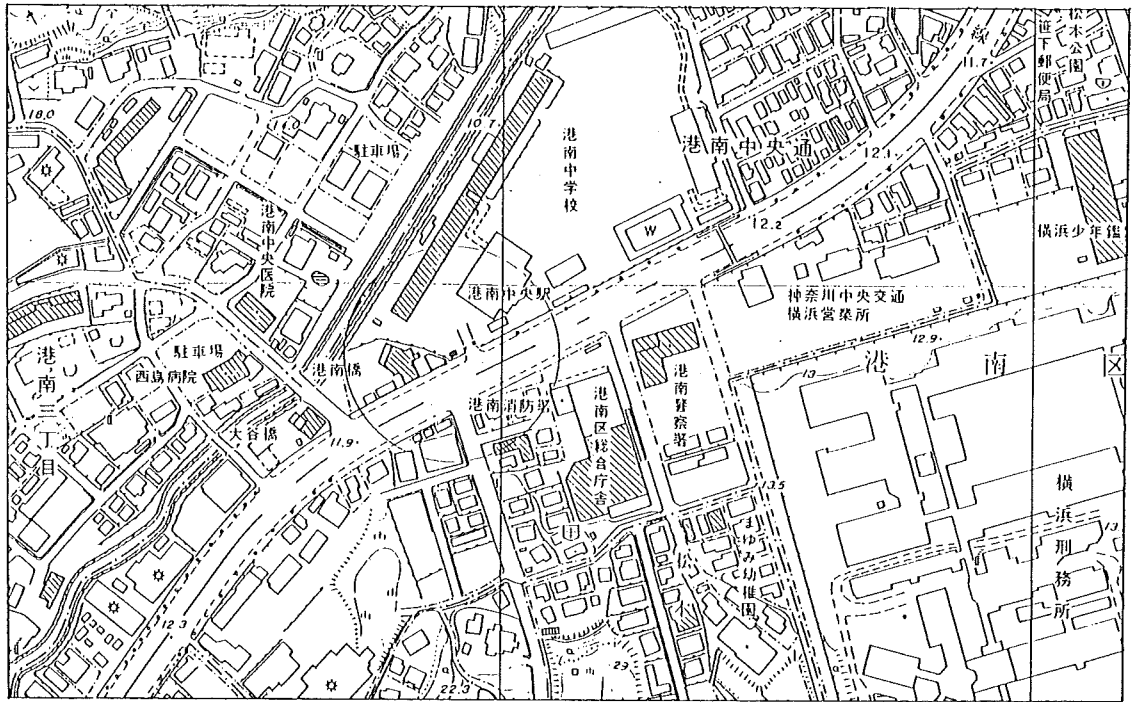 線
11.7
笹下郵便局
松本公園
18.0
11.0
駐車場
10.7
港南中学校
港南中央通
12.1
12.2
W
港南中央医院
横浜少年鑑
港南中央駅
神奈川中央交通
横浜営業所
12.9
13
港南区
港南三丁目
駐車場
西島病院
港南橋
大谷橋
11.9
港南消防署
港南区総合庁舎
港南警察署
13.5
まゆみ幼稚園
横浜刑務所
13
12.3
22.3
29